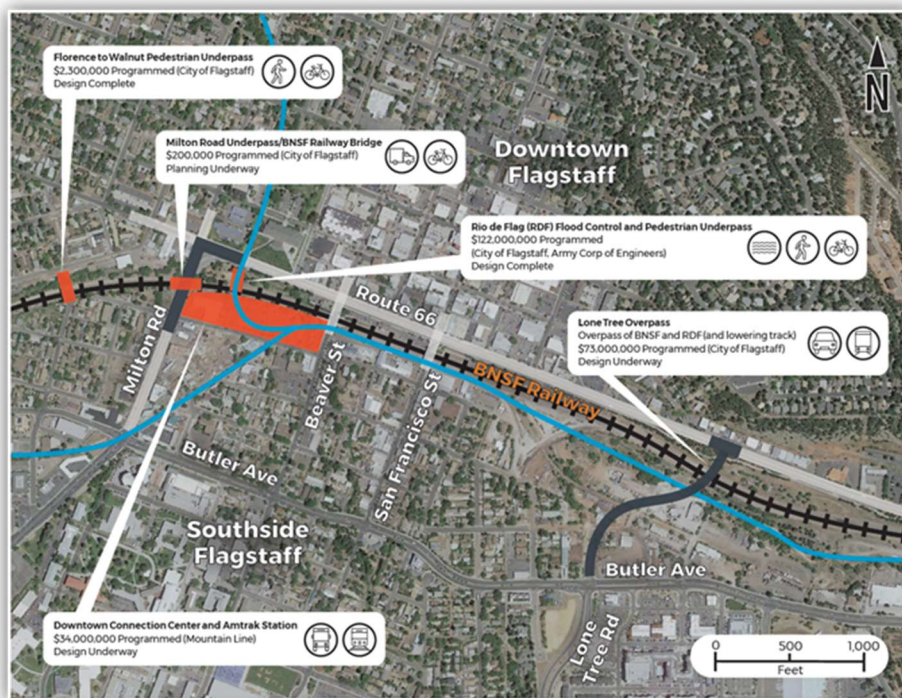 Florence to Walnut Pedestrian Underpass
$2,300,000 Programmed (City of Flagstaff)
Design Complete
N
Milton Road Underpass/BNSF Railway Bridge
$200,000 Programmed (City of Flagstaff)
Planning Underway
Downtown
Flagstaff
Rio de Flag (RDF) Flood Control and Pedestrian Underpass
$122,000,000 Programmed
(City of Flagstaff, Army Corp of Engineers)
Design Complete
Route 66
Lone Tree Overpass
Overpass of BNSF and RDF (and lowering track)
$73,000,000 Programmed (City of Flagstaff)
Design Underway
Milton Rd
Beaver St
San Francisco St
BNSF Railway
Butler Ave
Southside
Flagstaff
Butler Ave
Lone
Tree Rd
Downtown Connection Center and Amtrak Station
$34,000,000 Programmed (Mountain Line)
Design Underway
0 500 1,000
Feet